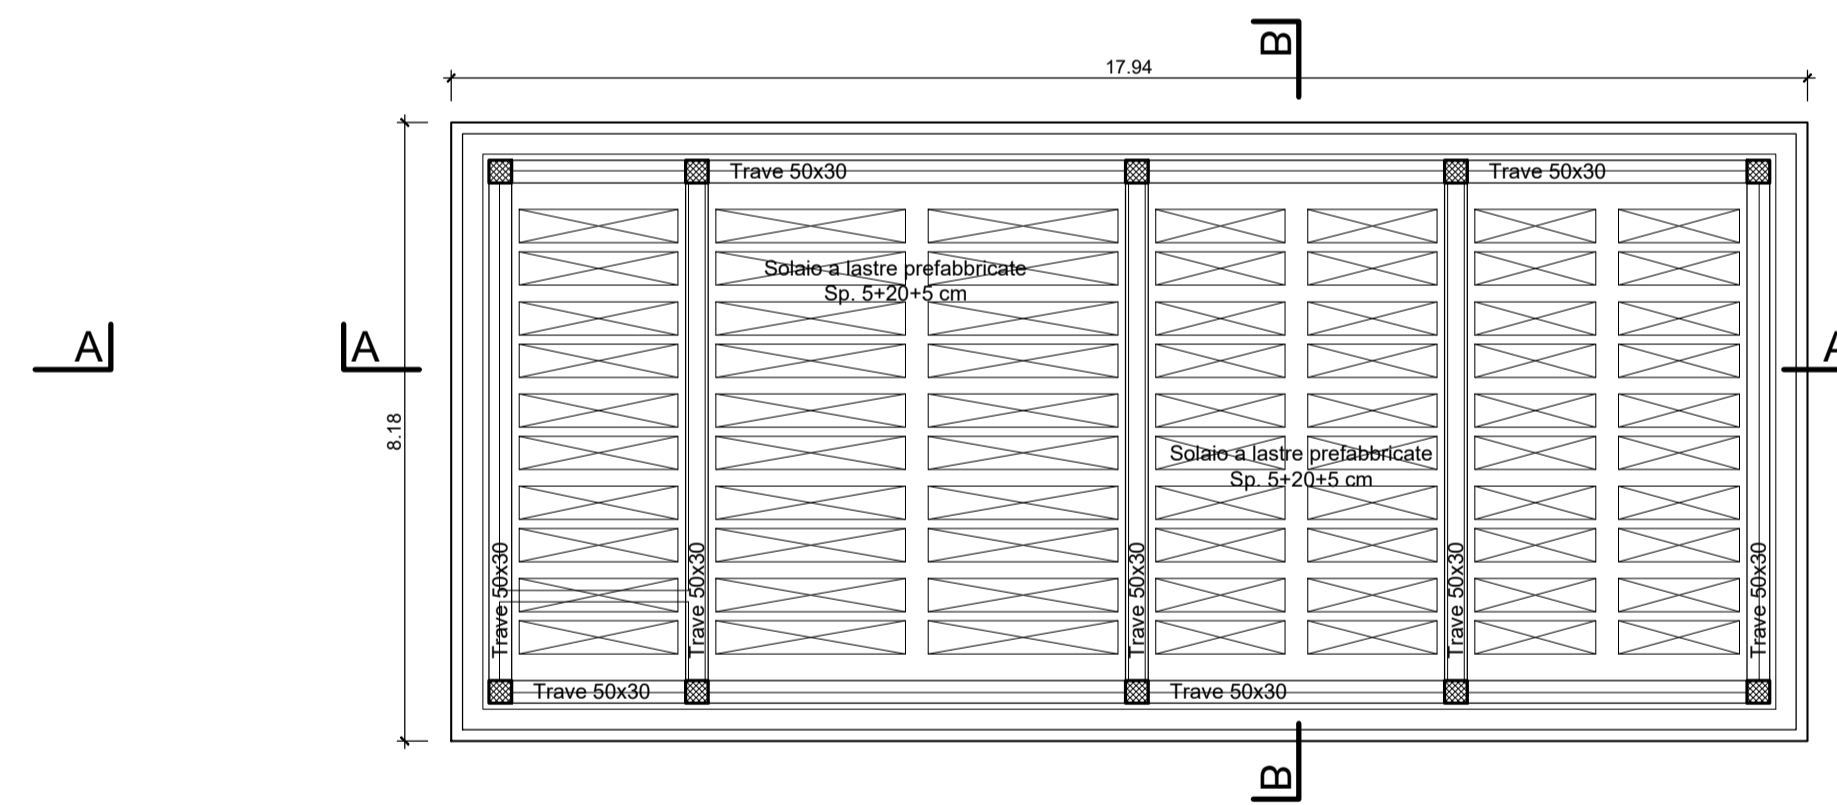 B
17.94
Trave 50x30
Trave 50x30
Solaio a lastre prefabbricate
Sp. 5+20+5 cm
A
A
A
8.18
Solaio a lastre prefabbricate
Sp. 5+20+5 cm
Trave 50x30
Trave 50x30
Trave 50x30
Trave 50x30
Trave 50x30
Trave 50x30
Trave 50x30
B